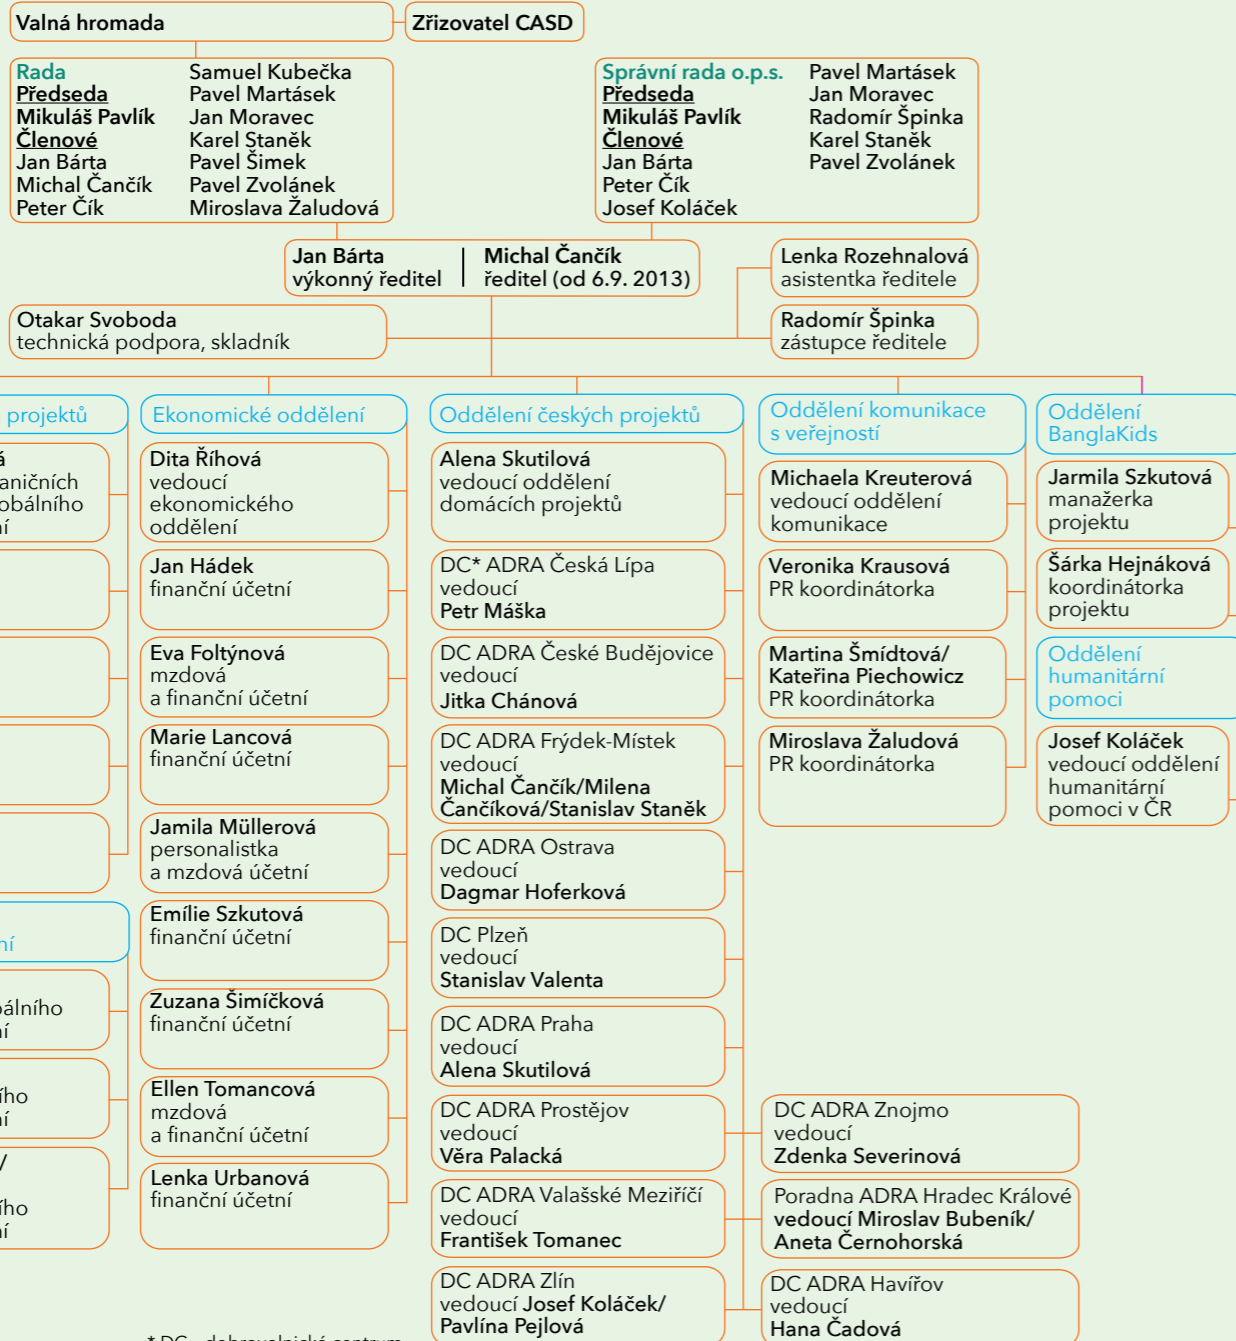 Valná hromada
Zřizovatel CASD
Rada
Předseda
Mikuláš Pavlík
Členové
Jan Bárta
Michal Čančík
Peter Čík
Samuel Kubečka
Pavel Martásek
Jan Moravec
Karel Staněk
Pavel Šimek
Pavel Zvolánek
Miroslava Žaludová
Správní rada o.p.s.
Předseda
Mikuláš Pavlík
Členové
Jan Bárta
Peter Čík
Josef Koláček
Pavel Martásek
Jan Moravec
Radomír Špinka
Karel Staněk
Pavel Zvolánek
Jan Bárta
výkonný ředitel
Michal Čančík
ředitel (od 6.9. 2013)
Lenka Rozehnalová
asistentka ředitele
Otakar Svoboda
technická podpora, skladník
Radomír Špinka
zástupce ředitele
projektů
Ekonomické oddělení
Dita Říhová
vedoucí
ekonomického
oddělení
Jan Hádek
finanční účetní
Eva Foltýnová
mzdová
a finanční účetní
Marie Lancová
finanční účetní
Jamila Müllerová
personalistka
a mzdová účetní
Emílie Szkutová
finanční účetní
Zuzana Šimíčková
finanční účetní
Ellen Tomancová
mzdová
a finanční účetní
Lenka Urbanová
finanční účetní
Oddělení českých projektů
Alena Skutilová
vedoucí oddělení
domácích projektů
DC* ADRA Česká Lípa
vedoucí
Petr Máška
DC ADRA České Budějovice
vedoucí
Jitka Chánová
DC ADRA Frýdek-Místek
vedoucí
Michal Čančík/Milena
Čančíková/Stanislav Staněk
DC ADRA Ostrava
vedoucí
Dagmar Hoferková
DC Plzeň
vedoucí
Stanislav Valenta
DC ADRA Praha
vedoucí
Alena Skutilová
DC ADRA Prostějov
vedoucí
Věra Palacká
DC ADRA Valašské Meziříčí
vedoucí
František Tomanec
DC ADRA Zlín
vedoucí Josef Koláček/
Pavlína Pejlová
Oddělení komunikace
s veřejností
Michaela Kreuterová
vedoucí oddělení
komunikace
Veronika Krausová
PR koordinátorka
Martina Šmídtová/
Kateřina Piechowicz
PR koordinátorka
Miroslava Žaludová
PR koordinátorka
DC ADRA Znojmo
vedoucí
Zdenka Severinová
Poradna ADRA Hradec Králové
vedoucí Miroslav Bubeník/
Aneta Černohorská
DC ADRA Havířov
vedoucí
Hana Čadová
Oddělení
BanglaKids
Jarmila Szkutová
manažerka
projektu
Šárka Hejnáková
koordinátorka
projektu
Oddělení
humanitární
pomoci
Josef Koláček
vedoucí oddělení
humanitární
pomoci v ČR
* DC - dobrovolnické centrum